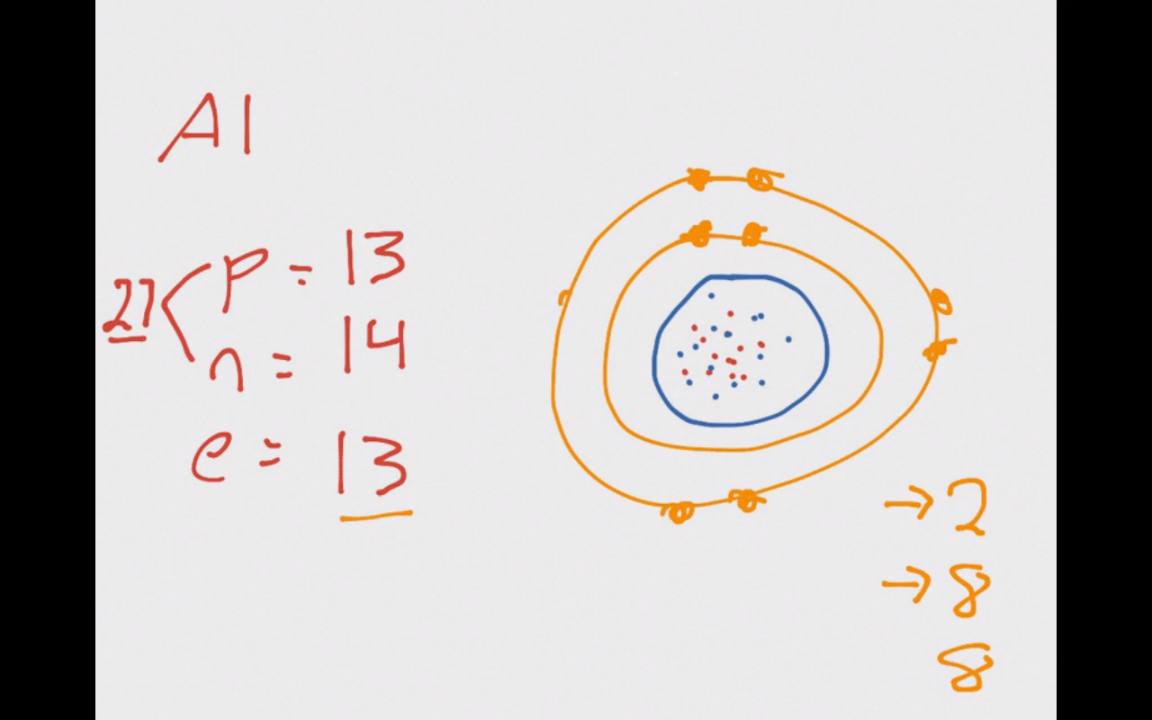 Al
27 < p = 13
n = 14
e = 13
→ 2
→ 8
8